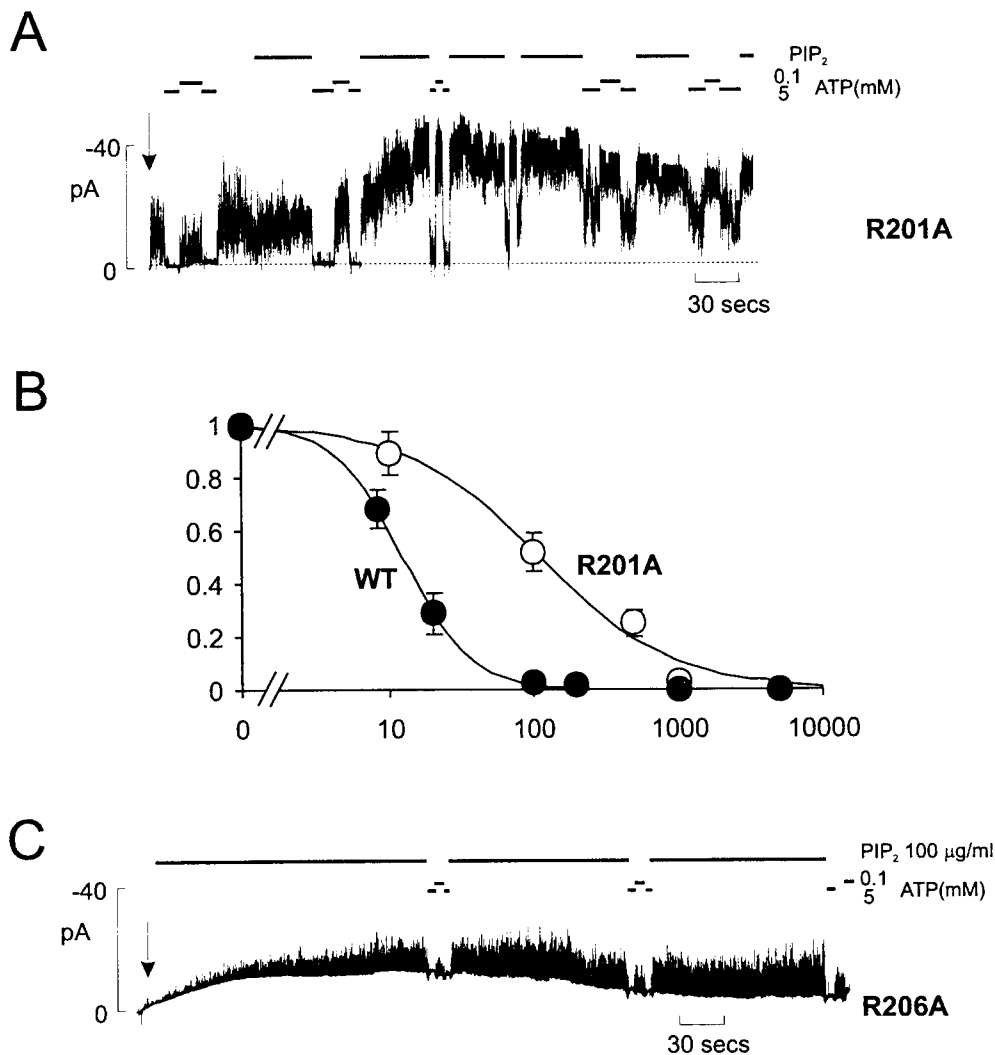 A
PIP2
0.1
5 ATP(mM)
-40
pA
0
R201A
30 secs
B
1
0.8
0.6
0.4
0.2
0
WT
R201A
0 10 100 1000 10000
C
PIP2 100 μg/ml
0.1
5 ATP(mM)
-40
pA
0
R206A
30 secs